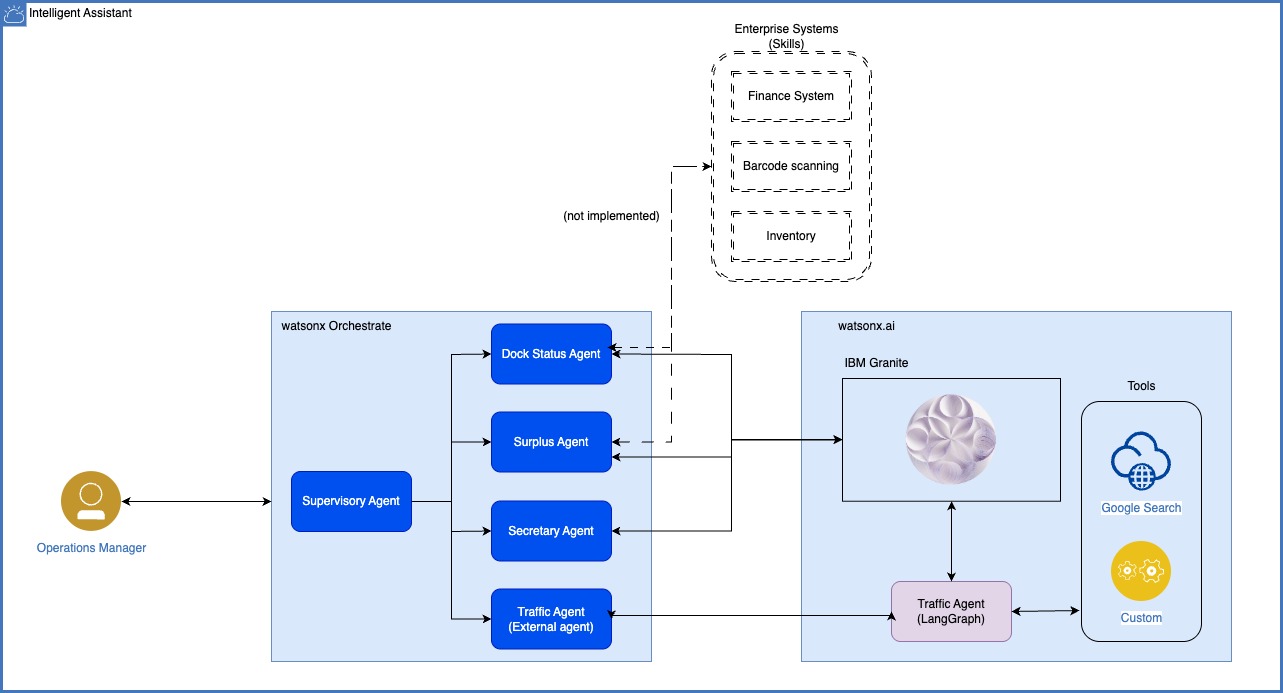 Intelligent Assistant
Enterprise Systems
(Skills)
Finance System
Barcode scanning
Inventory
(not implemented)
watsonx Orchestrate
Dock Status Agent
Surplus Agent
Supervisory Agent
Secretary Agent
Traffic Agent
(External agent)
Operations Manager
watsonx.ai
IBM Granite
Tools
Google Search
Custom
Traffic Agent
(LangGraph)